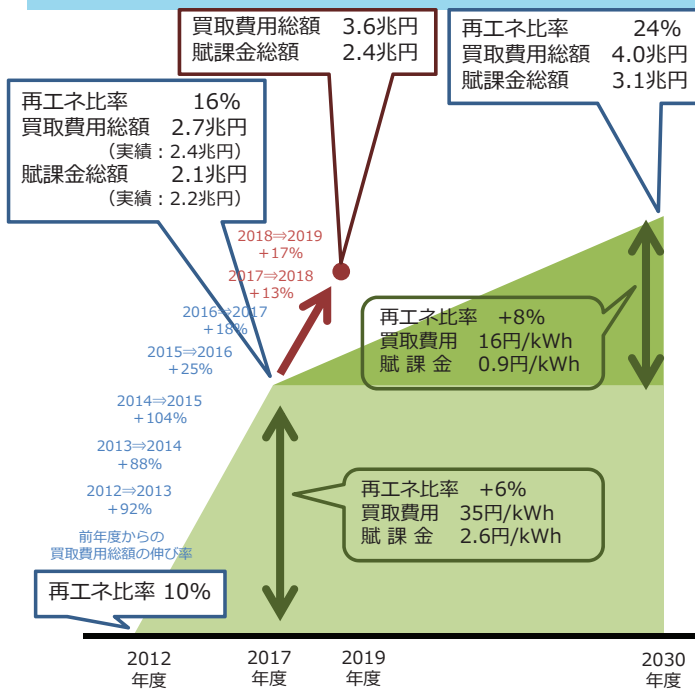 買取費用総額 3.6兆円
賦課金総額 2.4兆円
再エネ比率 24%
買取費用総額 4.0兆円
賦課金総額 3.1兆円
再エネ比率 16%
買取費用総額 2.7兆円
(実績：2.4兆円)
賦課金総額 2.1兆円
(実績：2.2兆円)
2018⇒2019
+17%
2017⇒2018
+13%
2016⇒2017
+18%
2015⇒2016
+25%
2014⇒2015
+104%
2013⇒2014
+88%
2012⇒2013
+92%
前年度からの
買取費用総額の伸び率
再エネ比率 +8%
買取費用 16円/kWh
賦 課 金 0.9円/kWh
再エネ比率 +6%
買取費用 35円/kWh
賦 課 金 2.6円/kWh
再エネ比率 10%
2012
年度
2017
年度
2019
年度
2030
年度